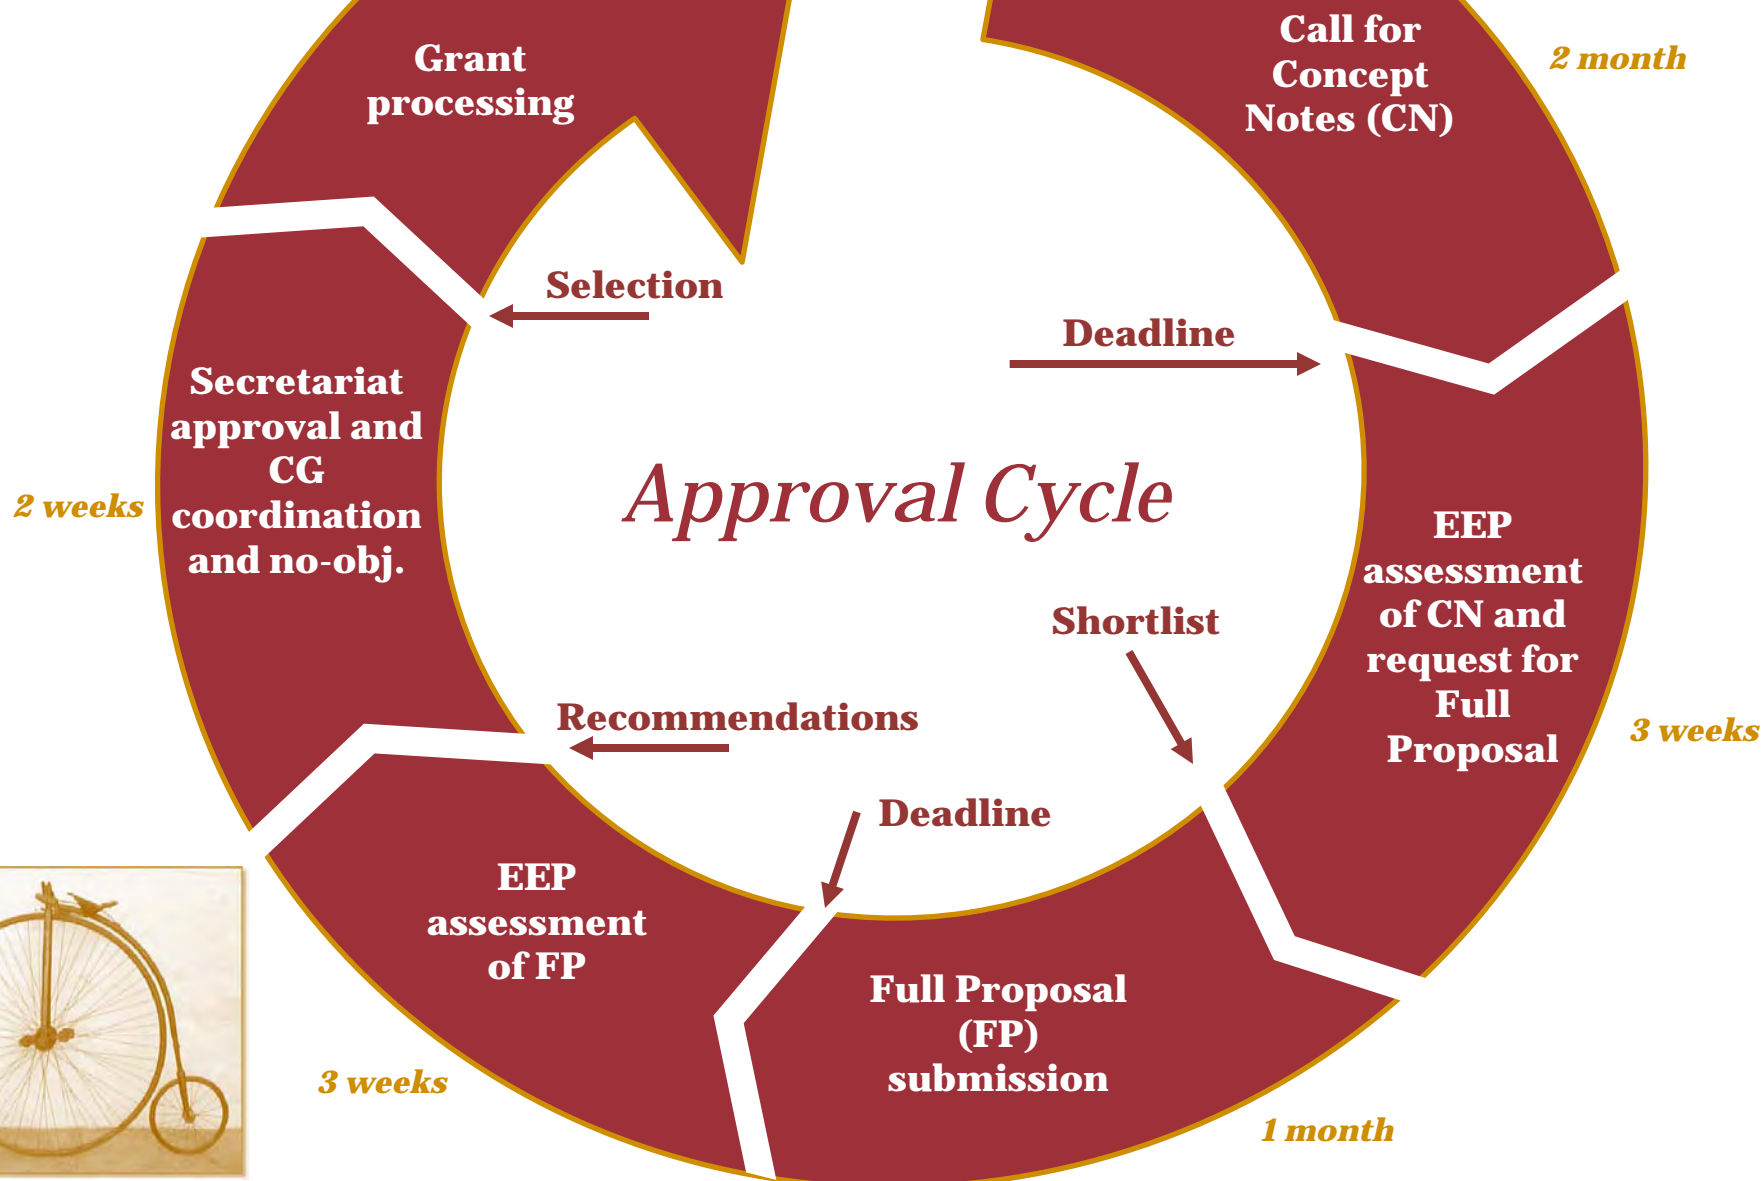 Grant
processing
Call for
Concept
Notes (CN)
2 month
Selection
Deadline
Secretariat
approval and
CG
coordination
and no-obj.
2 weeks
Approval Cycle
EEP
assessment
of CN and
request for
Full
Proposal
3 weeks
Shortlist
Recommendations
Deadline
EEP
assessment
of FP
3 weeks
Full Proposal
(FP)
submission
1 month